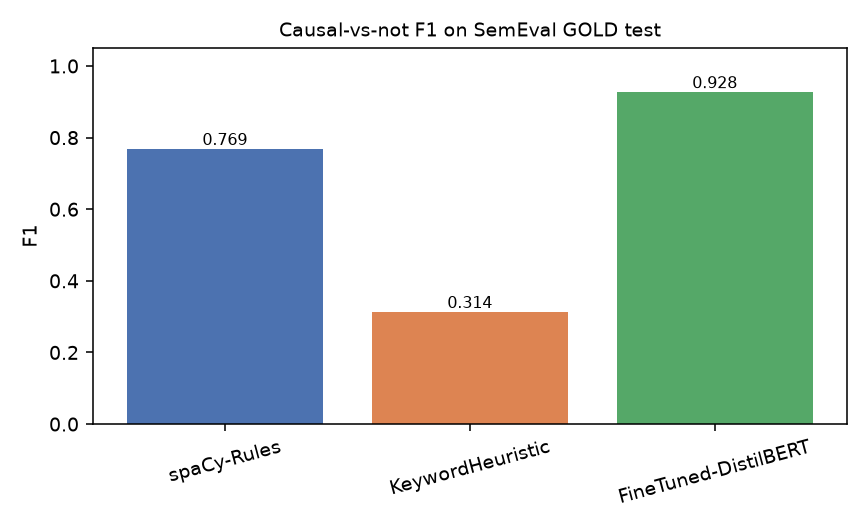 Causal-vs-not F1 on SemEval GOLD test
F1
1.0
0.8
0.6
0.4
0.2
0.0
0.769
0.314
0.928
spaCy-Rules
KeywordHeuristic
FineTuned-DistilBERT